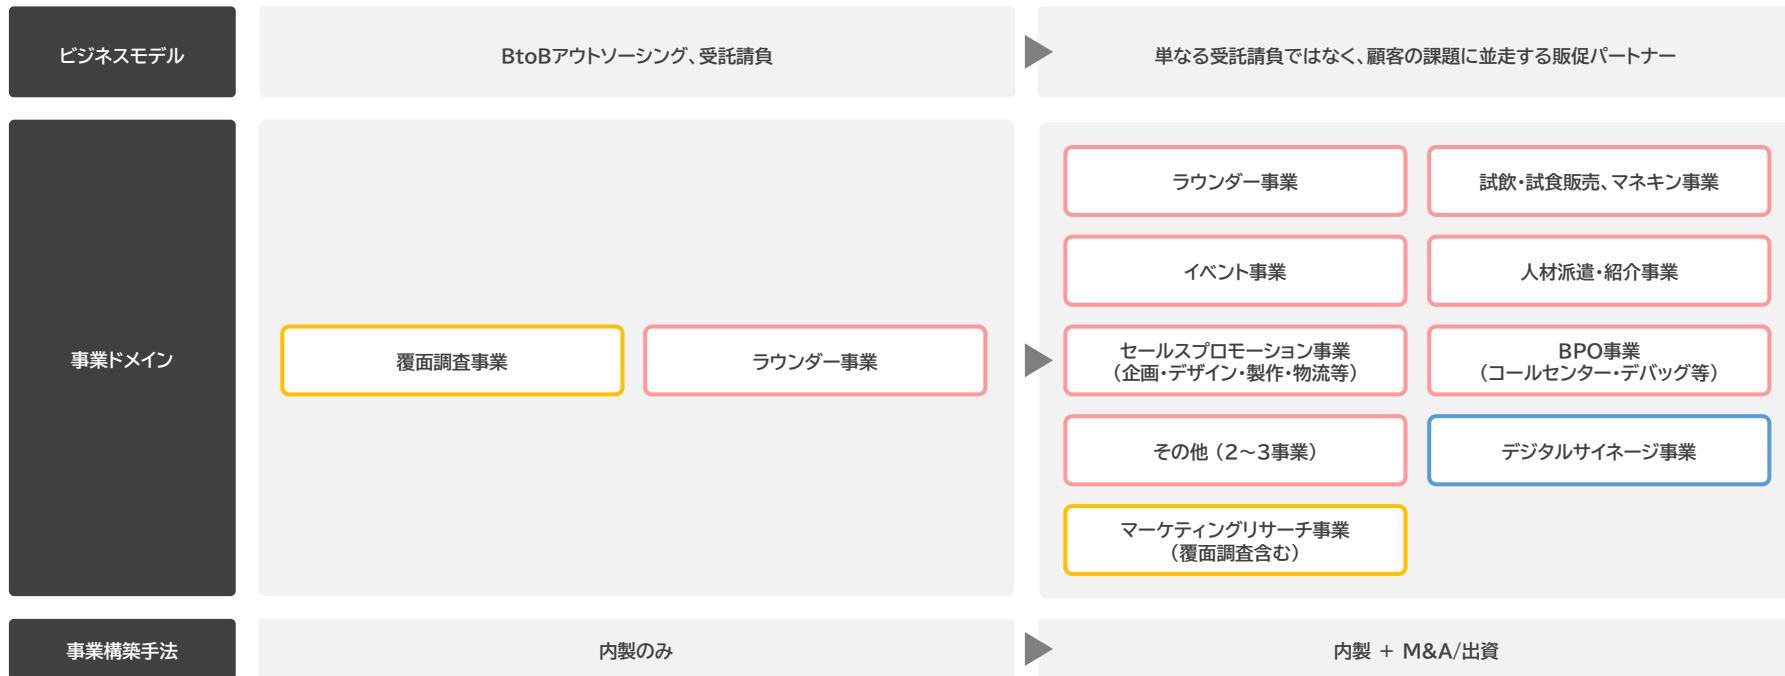 ビジネスモデル
BtoBアウトソーシング、受託請負
単なる受託請負ではなく、顧客の課題に並走する販促パートナー
事業ドメイン
覆面調査事業
ラウンダー事業
ラウンダー事業
試飲・試食販売、マネキン事業
イベント事業
人材派遣・紹介事業
セールスプロモーション事業
（企画・デザイン・製作・物流等）
BPO事業
（コールセンター・デバッグ等）
その他（2～3事業）
デジタルサイネージ事業
マーケティングリサーチ事業
（覆面調査含む）
事業構築手法
内製のみ
内製 + M&A/出資